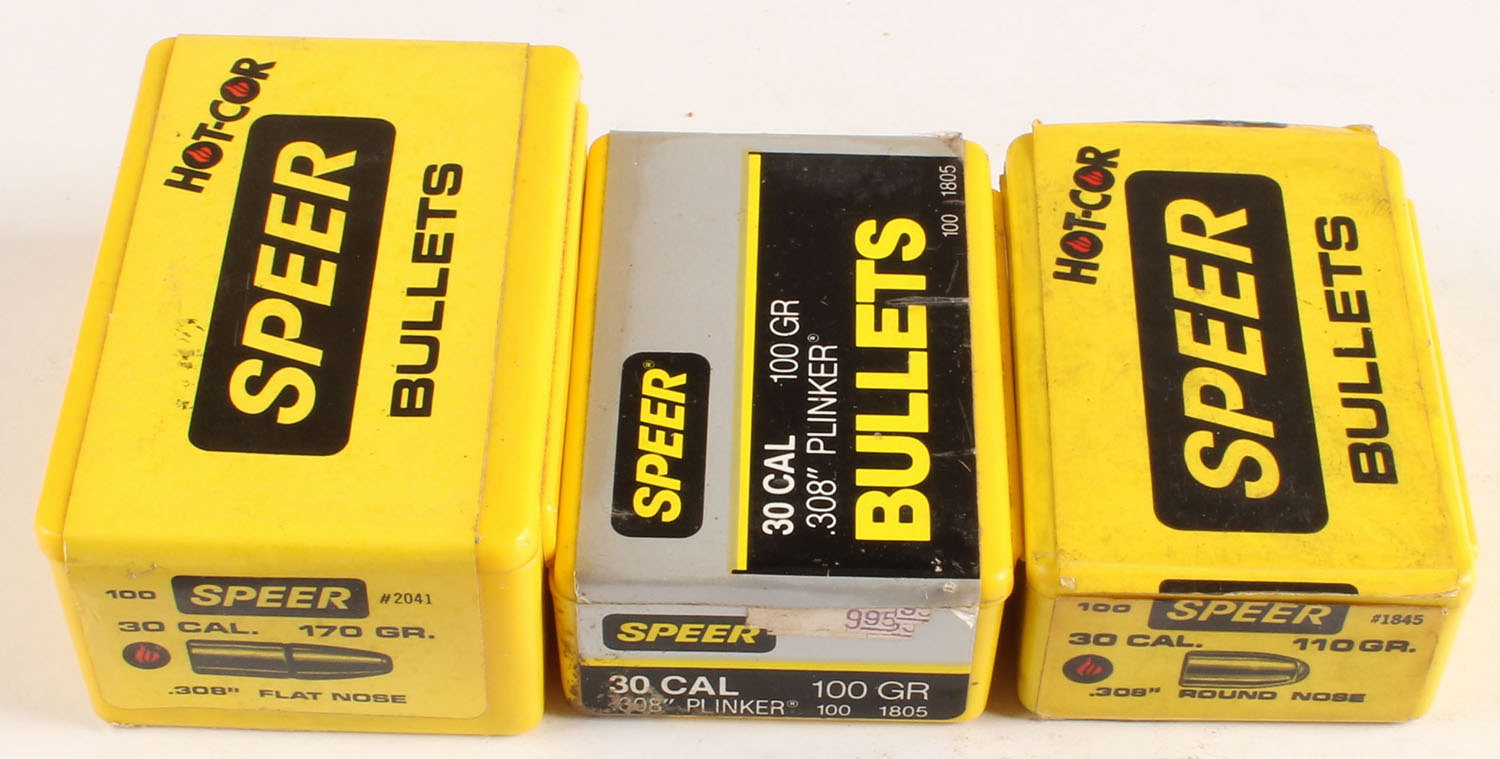 HOT-COR
SPEER
BULLETS
100 SPEER #2041
30 CAL. 170 GR.
.308" FLAT NOSE
SPEER®
30 CAL 100 GR
.308" PLINKER®
BULLETS
100 1805
SPEER
995
30 CAL 100 GR
.308" PLINKER® 100 1805
HOT-COR
SPEER
BULLETS
100 SPEER #1845
30 CAL. 110 GR.
.308" ROUND NOSE